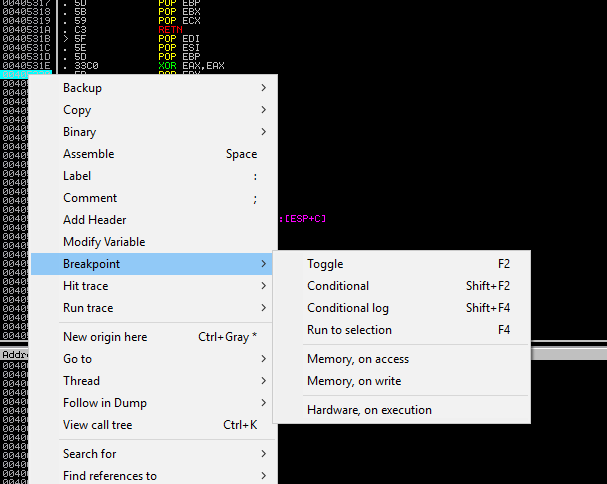 00405317 . 5D POP EBP
00405318 . 5B POP EBX
00405319 . 59 POP ECX
0040531A . C3 RETN
0040531B > 5F POP EDI
0040531C . 5E POP ESI
0040531D . 5D POP EBP
0040531E . 33C0 XOR EAX,EAX
Backup
Copy
Binary
Assemble Space
Label :
Comment ;
Add Header
:[ESP+C]
Modify Variable
Breakpoint
Toggle F2
Hit trace
Conditional Shift+F2
Run trace
Conditional log Shift+F4
Run to selection F4
New origin here Ctrl+Gray *
Addre
Go to
Memory, on access
Thread
Memory, on write
Follow in Dump
Hardware, on execution
View call tree Ctrl+K
Search for
Find references to